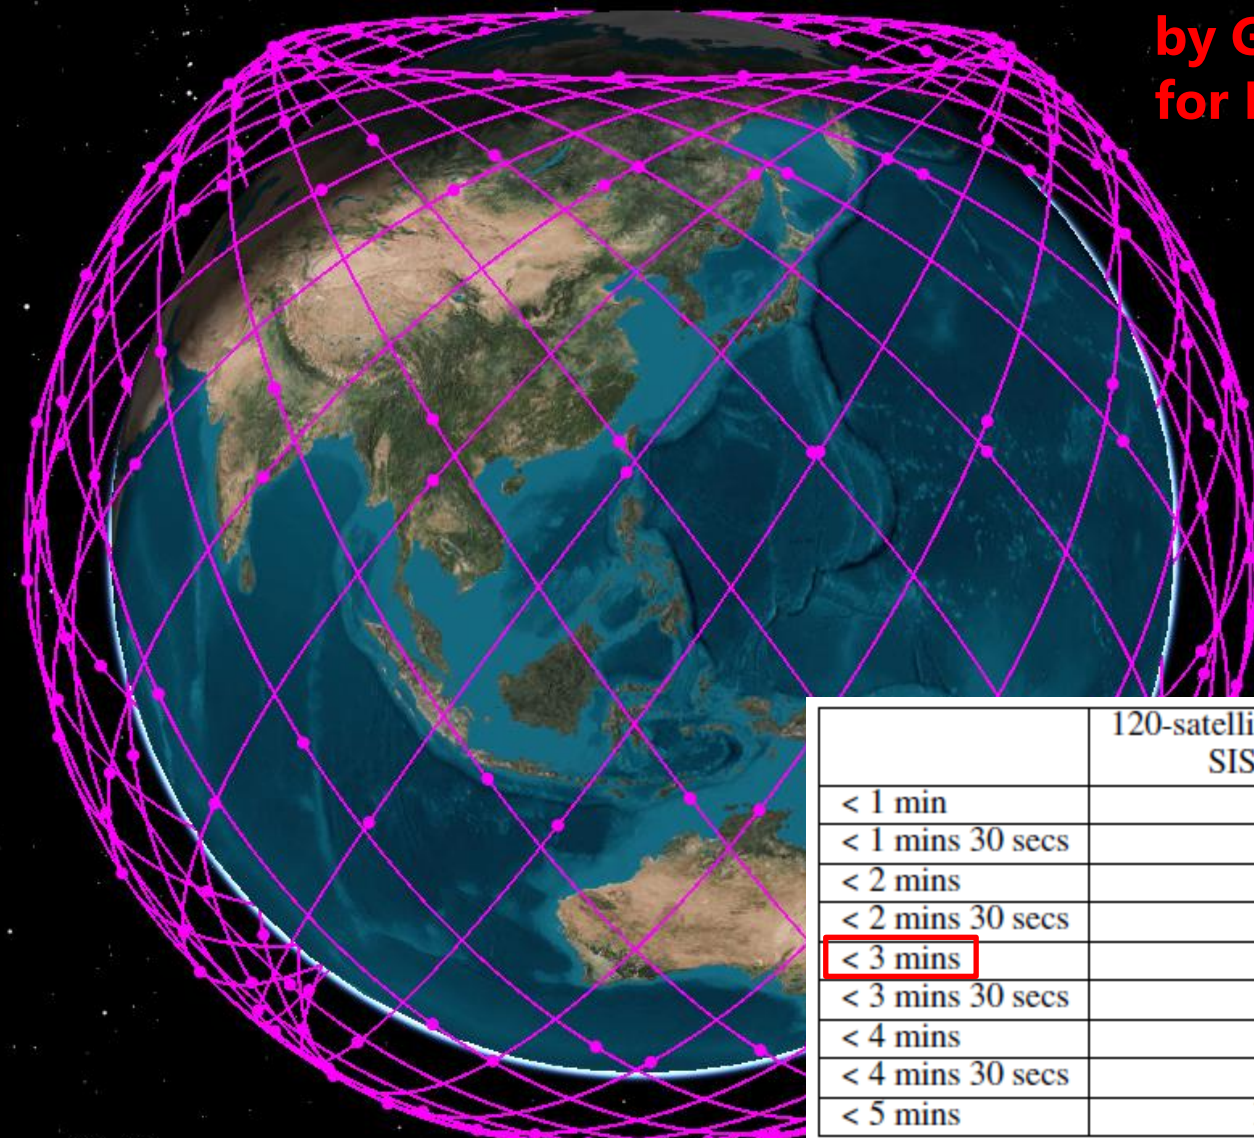 by G
for
120-satelli
SIS
< 1 min
< 1 mins 30 secs
< 2 mins
< 2 mins 30 secs
< 3 mins
< 3 mins 30 secs
< 4 mins
< 4 mins 30 secs
< 5 mins